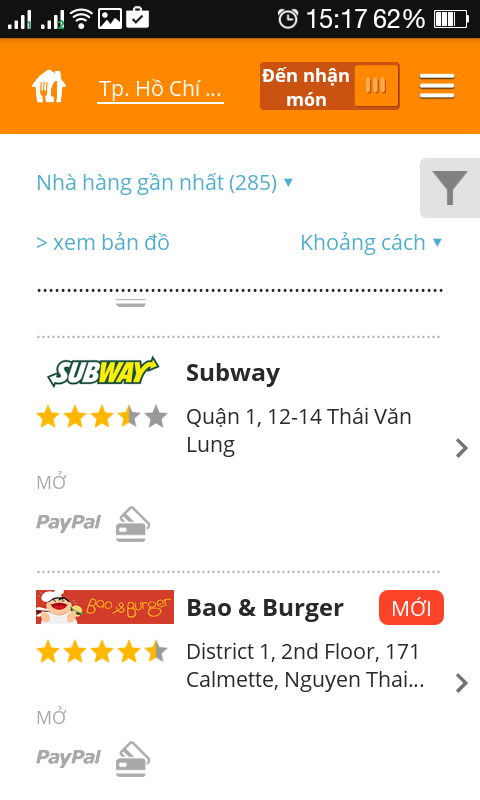 1 2 15:17 62%
Tp. Hồ Chí ...
Đến nhận
món
Nhà hàng gần nhất (285) ▼
> xem bản đồ
Khoảng cách ▼
SUBWAY
Subway
Quận 1, 12-14 Thái Văn
Lung
MỞ
PayPal
Bao & Burger
Bao & Burger
MỚI
District 1, 2nd Floor, 171
Calmette, Nguyen Thai...
MỞ
PayPal